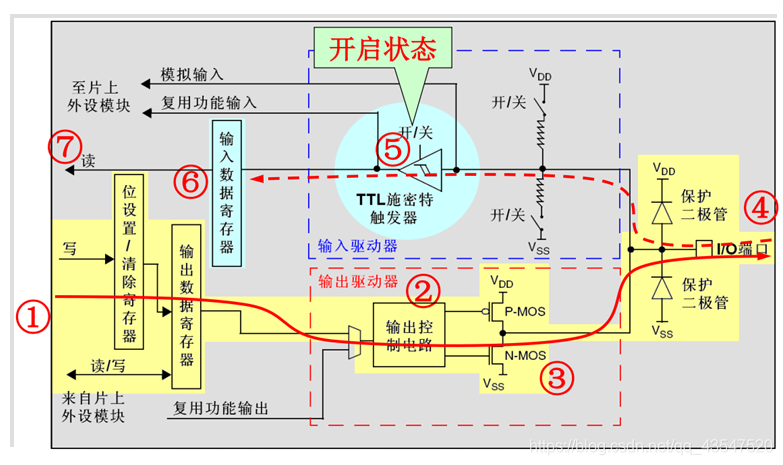 开启状态
模拟输入
至片上
外设模块
复用功能输入
VDD
开/关
开/关
⑦
读
⑥
输入数据寄存器
⑤
TTL施密特
触发器
开/关
VSS
输入驱动器
VDD
保护
二极管
④
I/O端口
保护
二极管
VSS
位设置/清除寄存器
写
输出数据寄存器
①
读/写
来自片上
外设模块
复用功能输出
输出驱动器
②
输出控
制电路
VDD
P-MOS
N-MOS
VSS
③
https://blog.csdn.net/qq_43547520